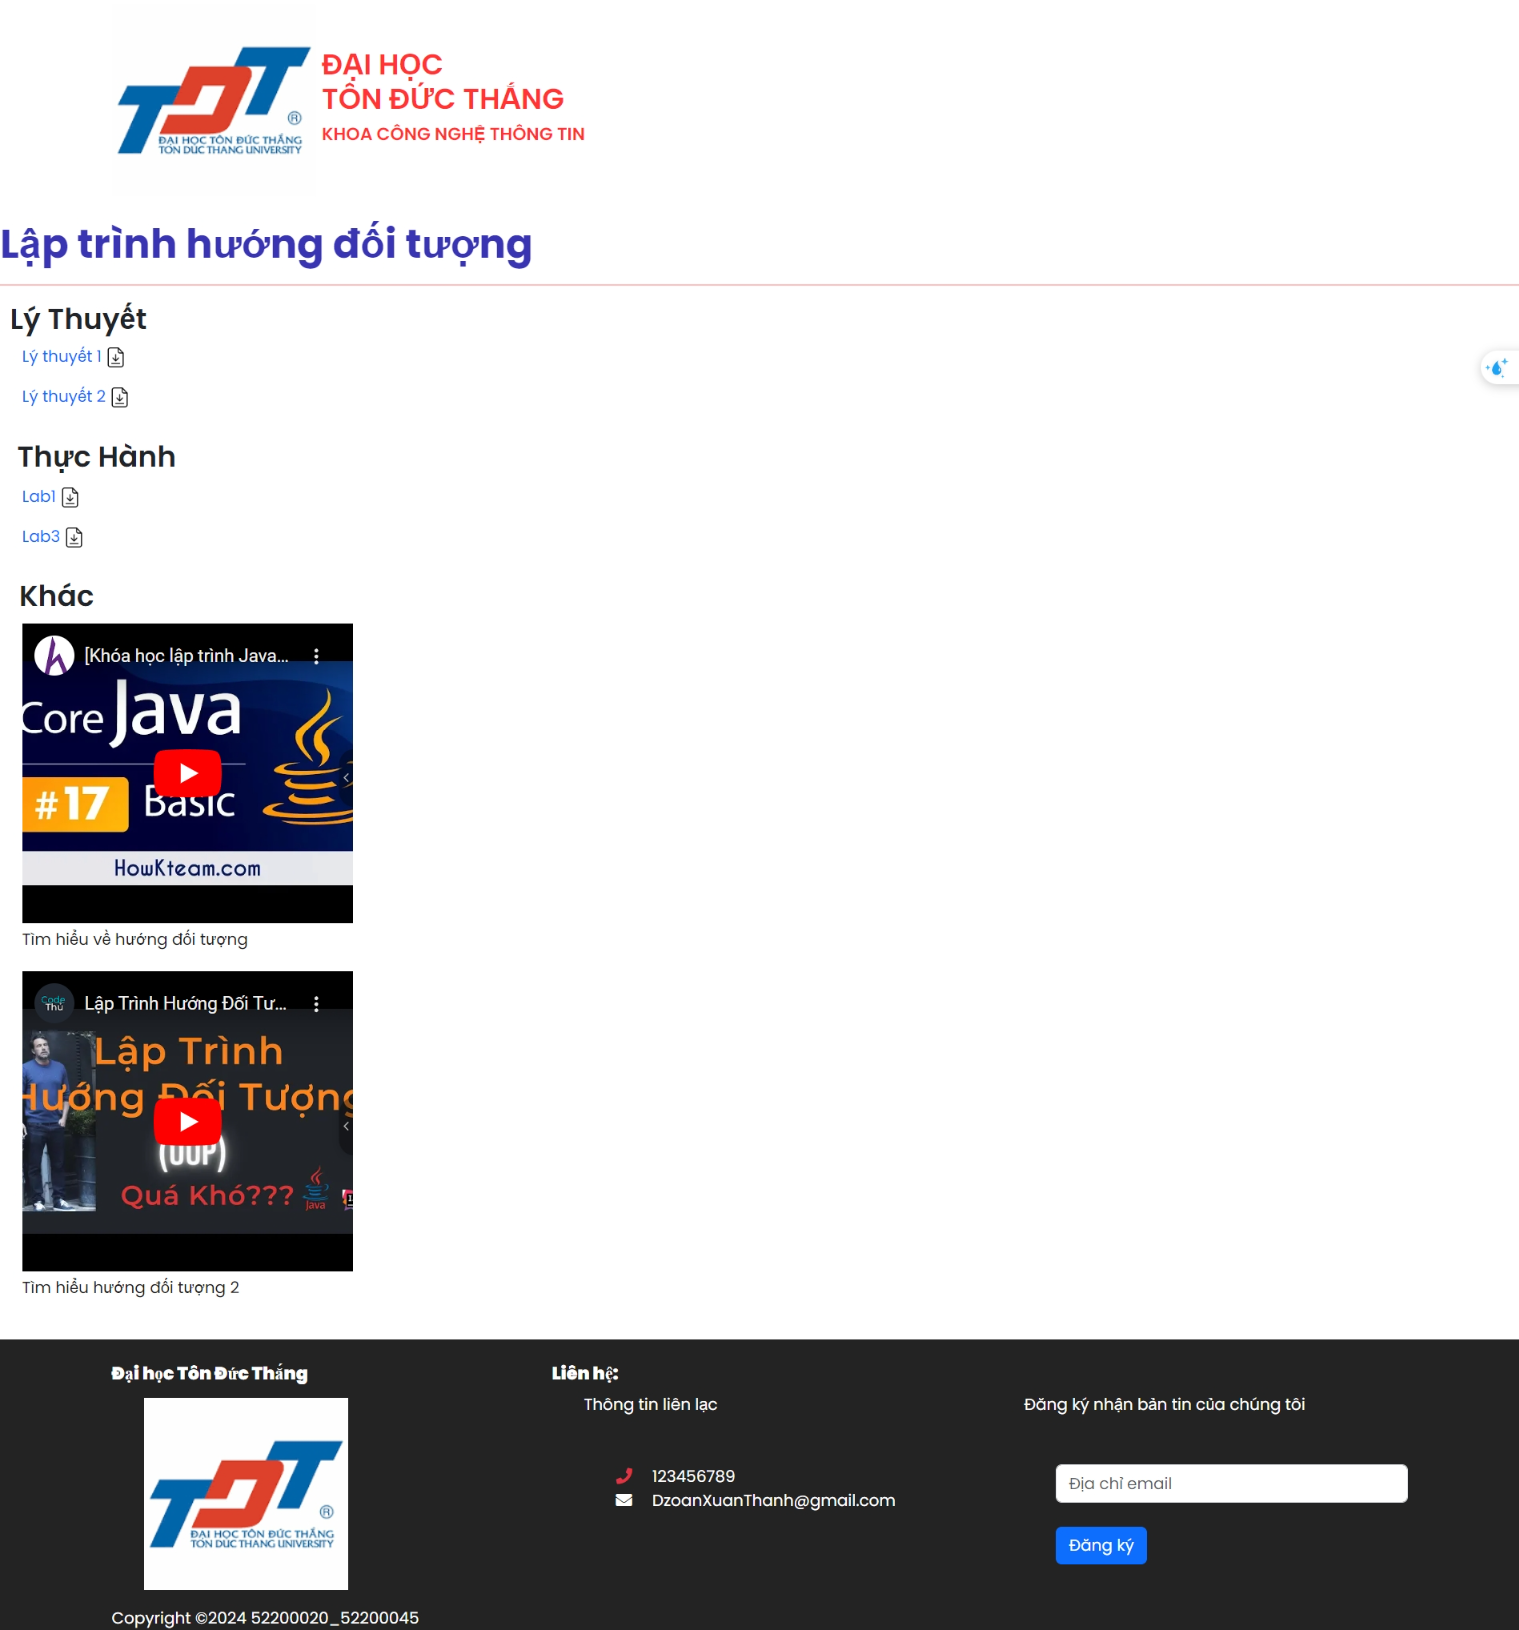 ĐẠI HỌC TÔN ĐỨC THẮNG
TON DUC THANG UNIVERSITY
®
ĐẠI HỌC
TÔN ĐỨC THẮNG
KHOA CÔNG NGHỆ THÔNG TIN
Lập trình hướng đối tượng
Lý Thuyết
Lý thuyết 1
Lý thuyết 2
Thực Hành
Lab1
Lab3
Khác
[Khóa học lập trình Java...
Core Java
#17 Basic
HowKteam.com
Tìm hiểu về hướng đối tượng
Code Thu
Lập Trình Hướng Đối Tư...
Lập Trình
Hướng Đối Tượng
(OOP)
Quá Khó???
Java
Tìm hiểu hướng đối tượng 2
Đại học Tôn Đức Thắng
TDT
®
ĐẠI HỌC TÔN ĐỨC THẮNG
TON DUC THANG UNIVERSITY
Copyright ©2024 52200020_52200045
Liên hệ:
Thông tin liên lạc
123456789
DzoanXuanThanh@gmail.com
Đăng ký nhận bản tin của chúng tôi
Địa chỉ email
Đăng ký